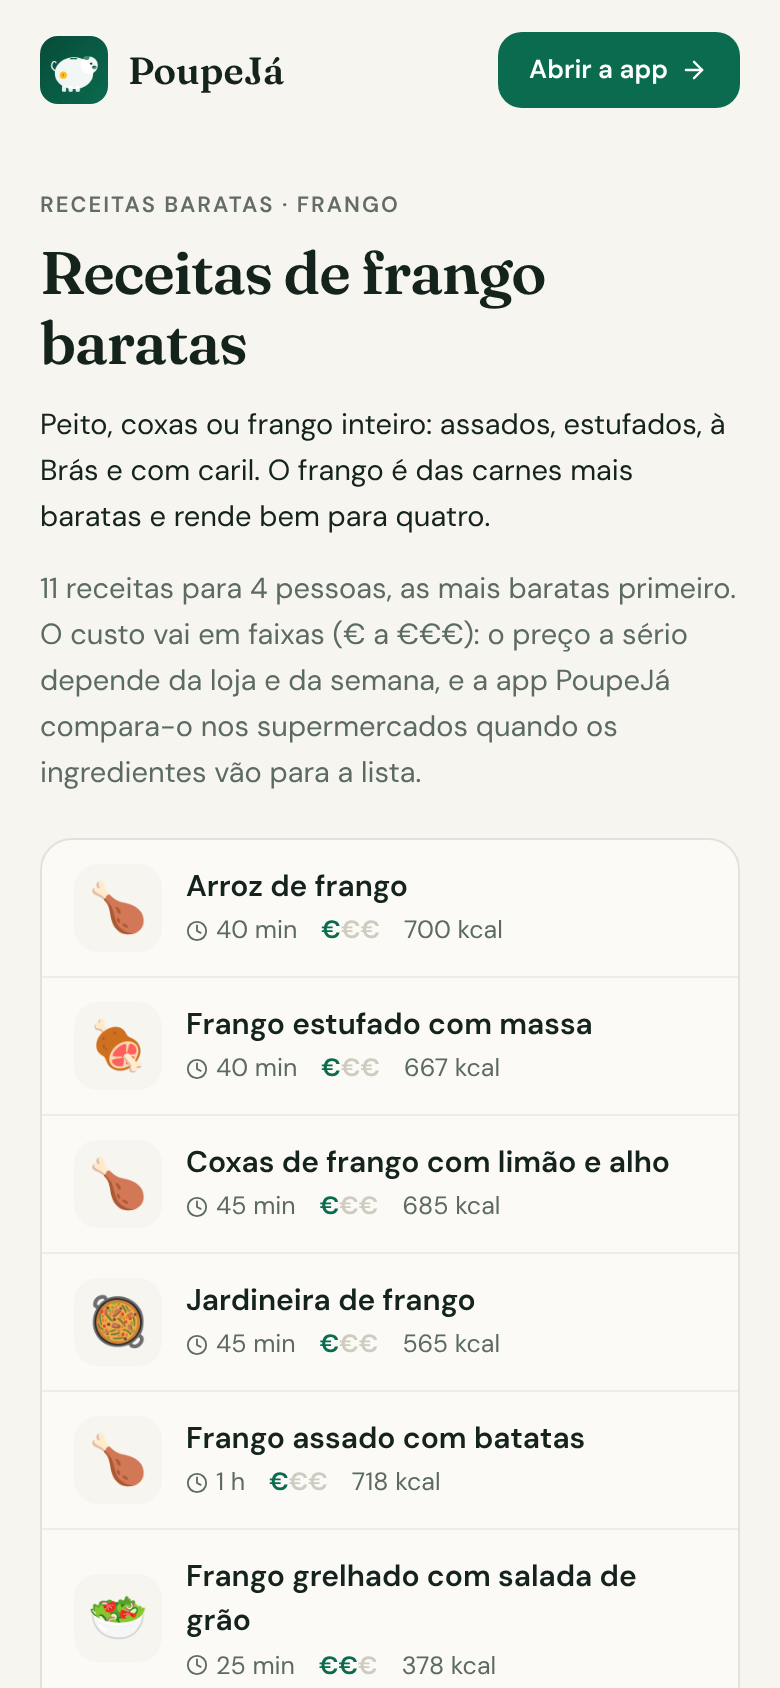 PoupeJá
Abrir a app →
RECEITAS BARATAS · FRANGO
Receitas de frango
baratas
Peito, coxas ou frango inteiro: assados, estufados, à
Brás e com caril. O frango é das carnes mais
baratas e rende bem para quatro.
11 receitas para 4 pessoas, as mais baratas primeiro.
O custo vai em faixas (€ a €€€): o preço a sério
depende da loja e da semana, e a app PoupeJá
compara-o nos supermercados quando os
ingredientes vão para a lista.
Arroz de frango
40 min €€€ 700 kcal
Frango estufado com massa
40 min €€€ 667 kcal
Coxas de frango com limão e alho
45 min €€€ 685 kcal
Jardineira de frango
45 min €€€ 565 kcal
Frango assado com batatas
1 h €€€ 718 kcal
Frango grelhado com salada de
grão
25 min €€€ 378 kcal